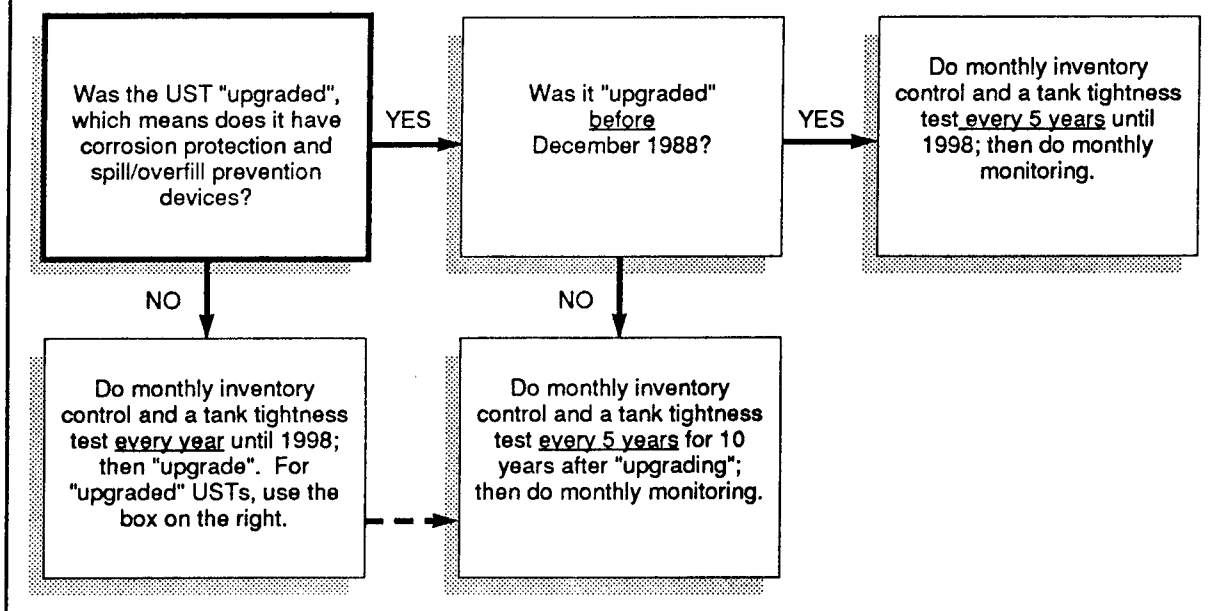 Was the UST "upgraded",
which means does it have
corrosion protection and
spill/overfill prevention
devices?
YES
Was it "upgraded"
before
December 1988?
YES
Do monthly inventory
control and a tank tightness
test every 5 years until
1998; then do monthly
monitoring.
NO
NO
Do monthly inventory
control and a tank tightness
test every year until 1998;
then "upgrade". For
"upgraded" USTs, use the
box on the right.
Do monthly inventory
control and a tank tightness
test every 5 years for 10
years after "upgrading";
then do monthly monitoring.